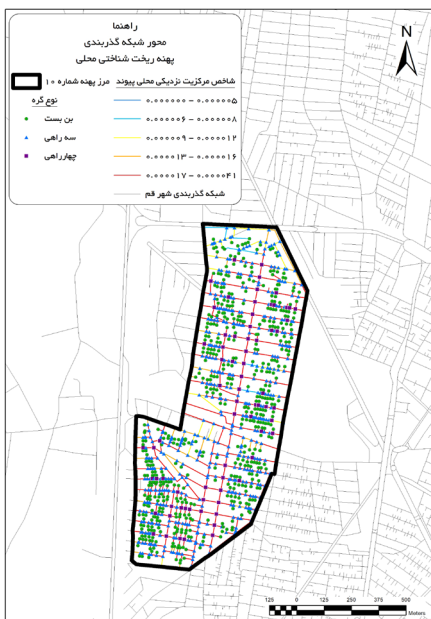 راهنما
محور شبکه گذربندی
پهنه ریخت شناختی محلی
شاخص مرکزیت نزدیکی محلی پیوند
مرز پهنه شماره ۱۰
۰.۰۰۰۰۰۰ - ۰.۰۰۰۰۰۵
۰.۰۰۰۰۰۶ - ۰.۰۰۰۰۰۸
۰.۰۰۰۰۰۹ - ۰.۰۰۰۰۱۲
۰.۰۰۰۰۱۳ - ۰.۰۰۰۰۱۶
۰.۰۰۰۰۱۷ - ۰.۰۰۰۰۴۱
شبکه گذربندی شهر قم
نوع گره
بن بست
سه راهی
چهارراهی
N
125 0 125 250 375 500
Meters